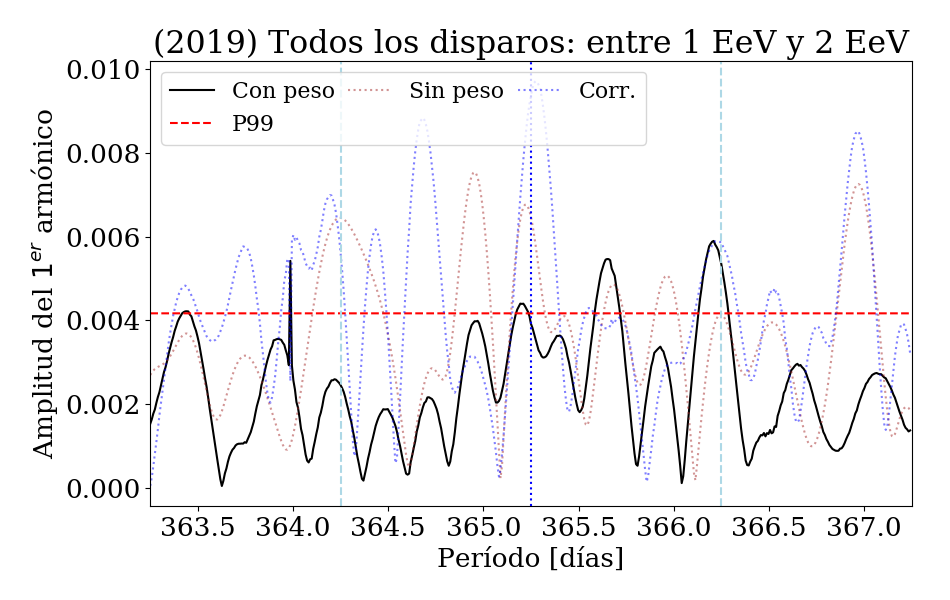 (2019) Todos los disparos: entre 1 EeV y 2 EeV
Con peso Sin peso Corr.
P99
0.010
0.008
0.006
0.004
0.002
0.000
Amplitud del 1er armónico
363.5 364.0 364.5 365.0 365.5 366.0 366.5 367.0
Período [días]